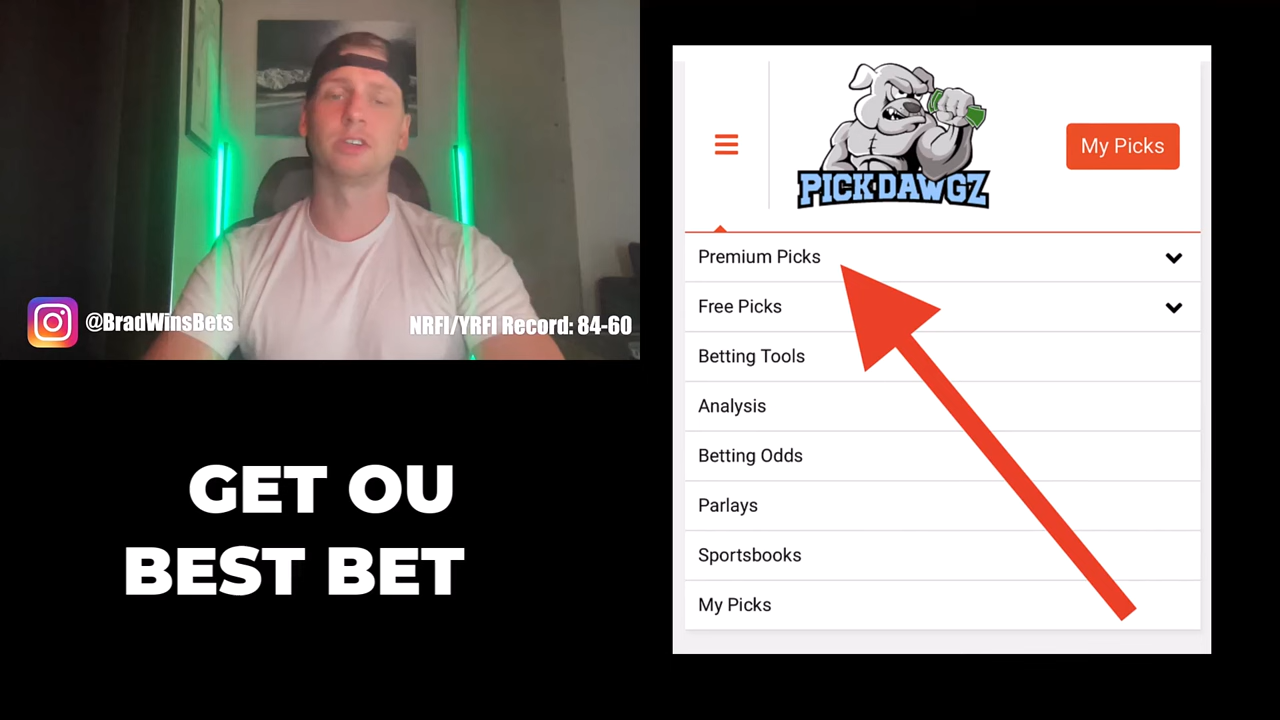 @BradWinsBets
NRFI/YRFI Record: 84-60
GET OU
BEST BET
PICKDAWGZ
My Picks
Premium Picks
Free Picks
Betting Tools
Analysis
Betting Odds
Parlays
Sportsbooks
My Picks